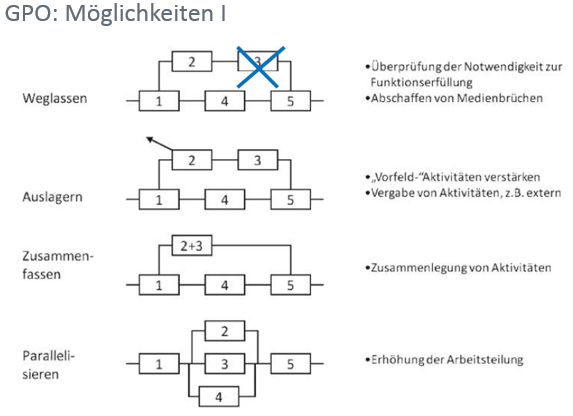 GPO: Möglichkeiten I
2
3
Weglassen
1
4
5
•Überprüfung der Notwendigkeit zur
Funktionserfüllung
•Abschaffen von Medienbrüchen
2
3
Auslagern
1
4
5
•„Vorfeld-“Aktivitäten verstärken
•Vergabe von Aktivitäten, z.B. extern
2+3
Zusammen-
fassen
1
4
5
•Zusammenlegung von Aktivitäten
2
Paralleli-
sieren
1
3
5
4
•Erhöhung der Arbeitsteilung